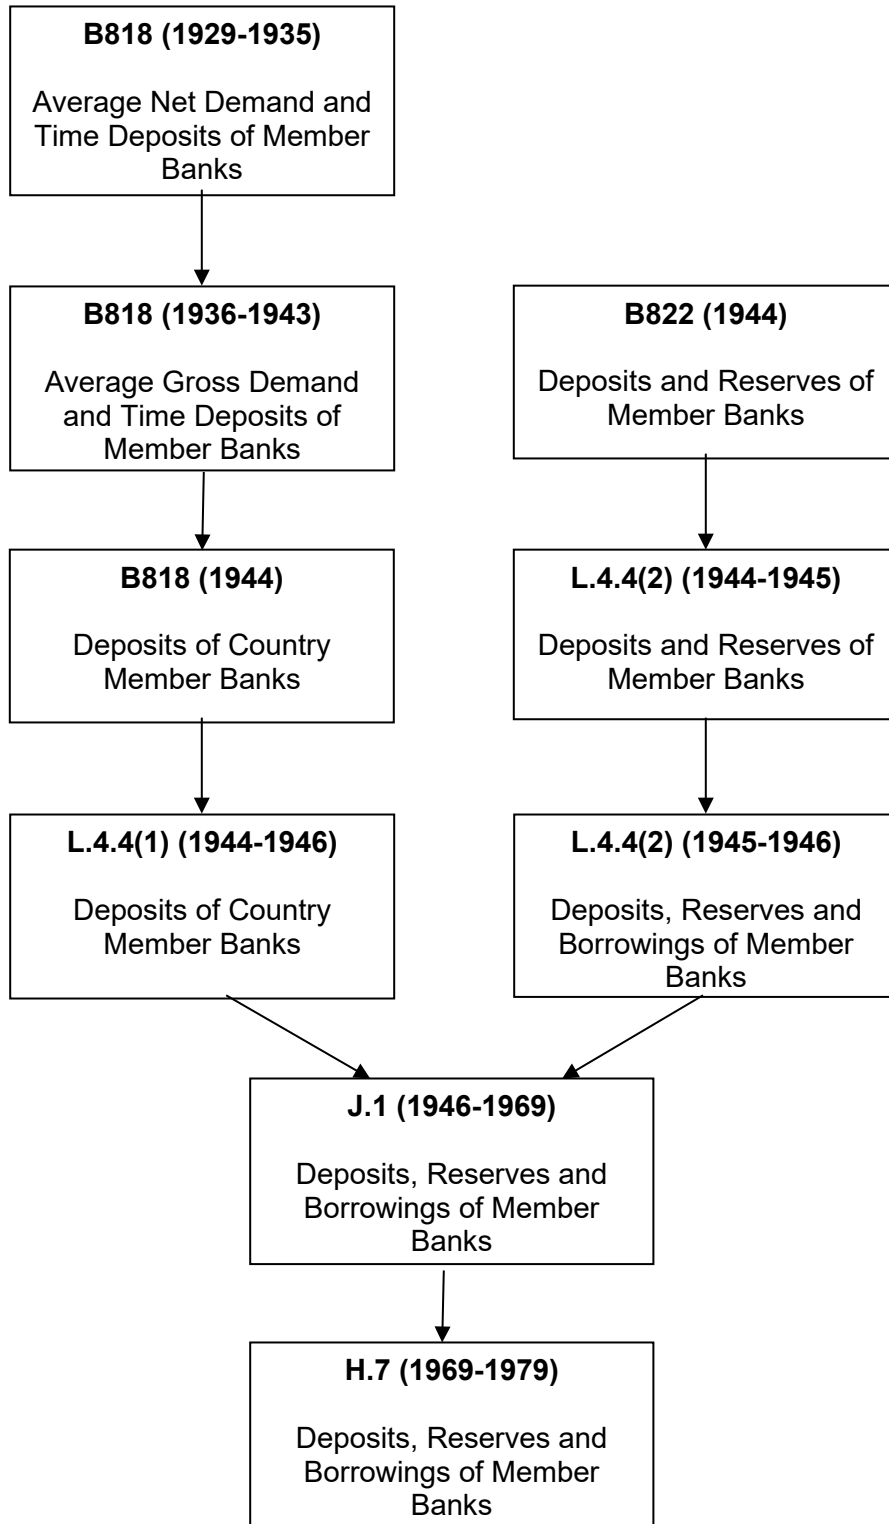 B818 (1929-1935)
Average Net Demand and
Time Deposits of Member
Banks
B818 (1936-1943)
Average Gross Demand
and Time Deposits of
Member Banks
B822 (1944)
Deposits and Reserves of
Member Banks
B818 (1944)
Deposits of Country
Member Banks
L.4.4(2) (1944-1945)
Deposits and Reserves of
Member Banks
L.4.4(1) (1944-1946)
Deposits of Country
Member Banks
L.4.4(2) (1945-1946)
Deposits, Reserves and
Borrowings of Member
Banks
J.1 (1946-1969)
Deposits, Reserves and
Borrowings of Member
Banks
H.7 (1969-1979)
Deposits, Reserves and
Borrowings of Member
Banks